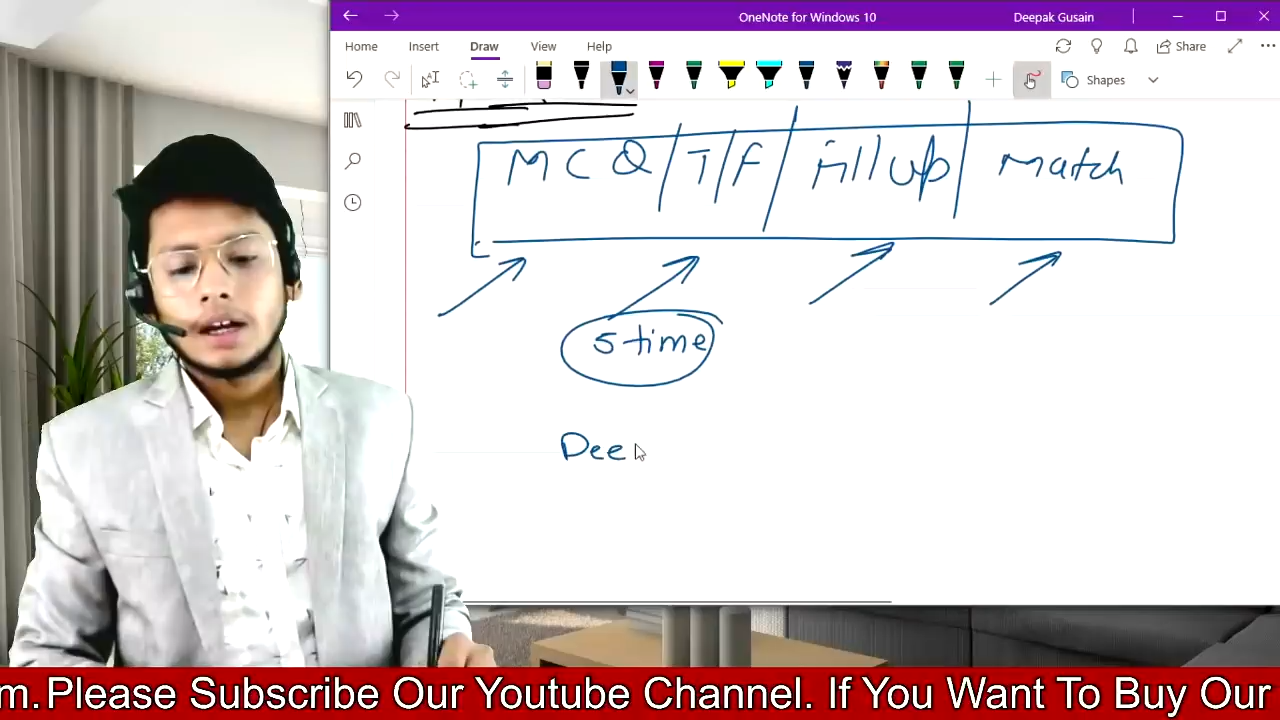 OneNote for Windows 10
Deepak Gusain
Home Insert Draw View Help
Share
Shapes
MCQ T/F Fill up Match
5 time
Dee
m. Please Subscribe Our Youtube Channel. If You Want To Buy Our